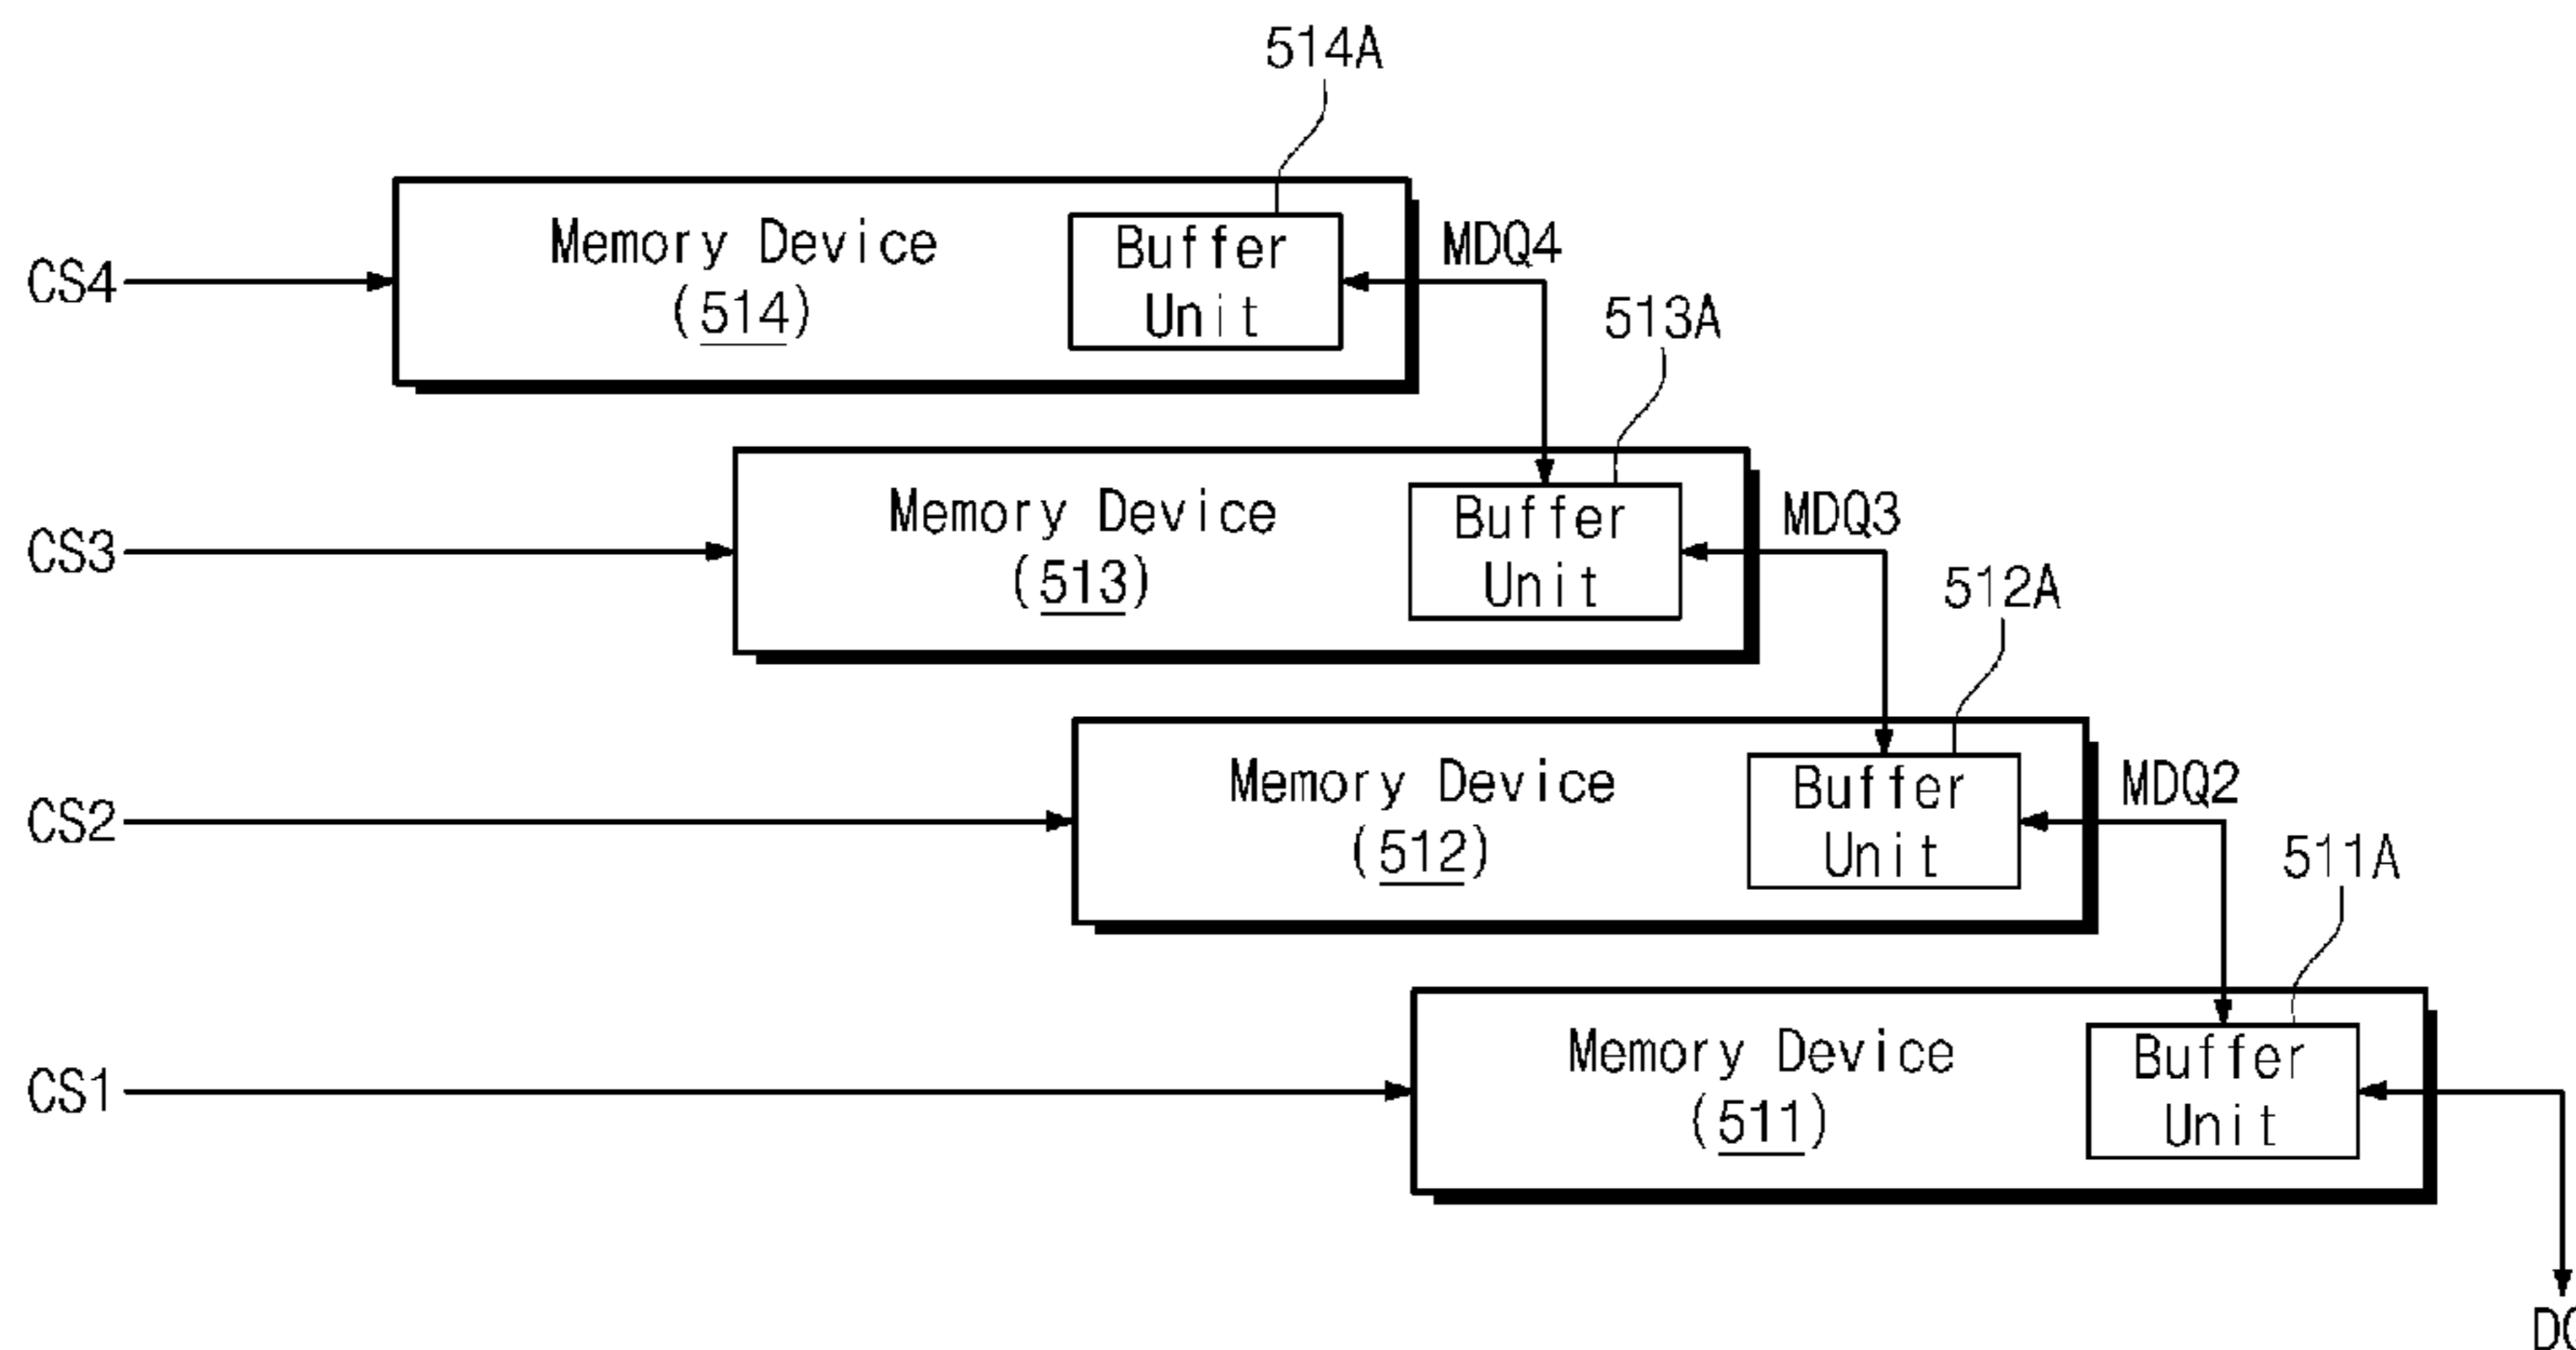 514A
Memory Device
(514)
Buffer
Unit
MDQ4
CS4
513A
Memory Device
(513)
Buffer
Unit
MDQ3
CS3
512A
Memory Device
(512)
Buffer
Unit
MDQ2
CS2
511A
Memory Device
(511)
Buffer
Unit
CS1